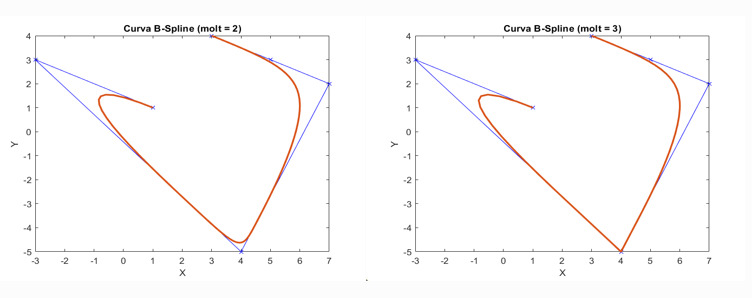 Curva B-Spline (molt = 2)
4
3
2
1
0
-1
-2
-3
-4
-5
Y
-3 -2 -1 0 1 2 3 4 5 6 7
X
Curva B-Spline (molt = 3)
4
3
2
1
0
-1
-2
-3
-4
-5
Y
-3 -2 -1 0 1 2 3 4 5 6 7
X